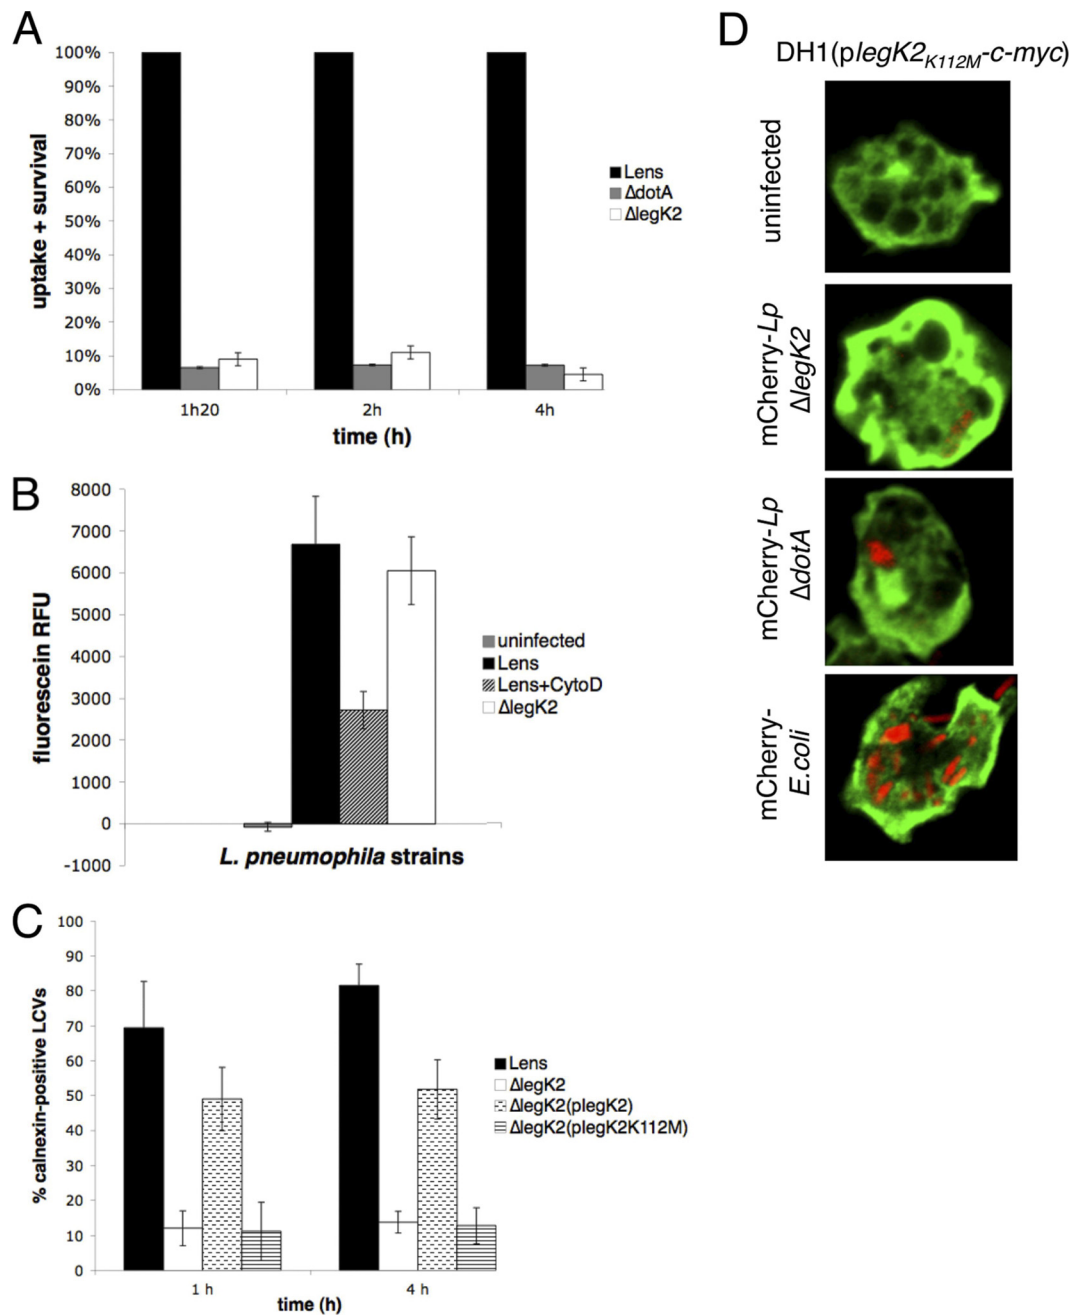 A
100%
90%
80%
70%
60%
50%
40%
30%
20%
10%
0%
uptake + survival
1h20
2h
4h
time (h)
Lens
ΔdotA
ΔlegK2
B
8000
7000
6000
5000
4000
3000
2000
1000
0
-1000
fluorescein RFU
L. pneumophila strains
uninfected
Lens
Lens+CytoD
ΔlegK2
C
100
90
80
70
60
50
40
30
20
10
0
% calnexin-positive LCVs
1 h
4 h
time (h)
Lens
ΔlegK2
ΔlegK2(plegK2)
ΔlegK2(plegK2K112M)
D
DH1(plegK2K112M-c-myc)
uninfected
mCherry-Lp
ΔlegK2
mCherry-Lp
ΔdotA
mCherry-
E.coli